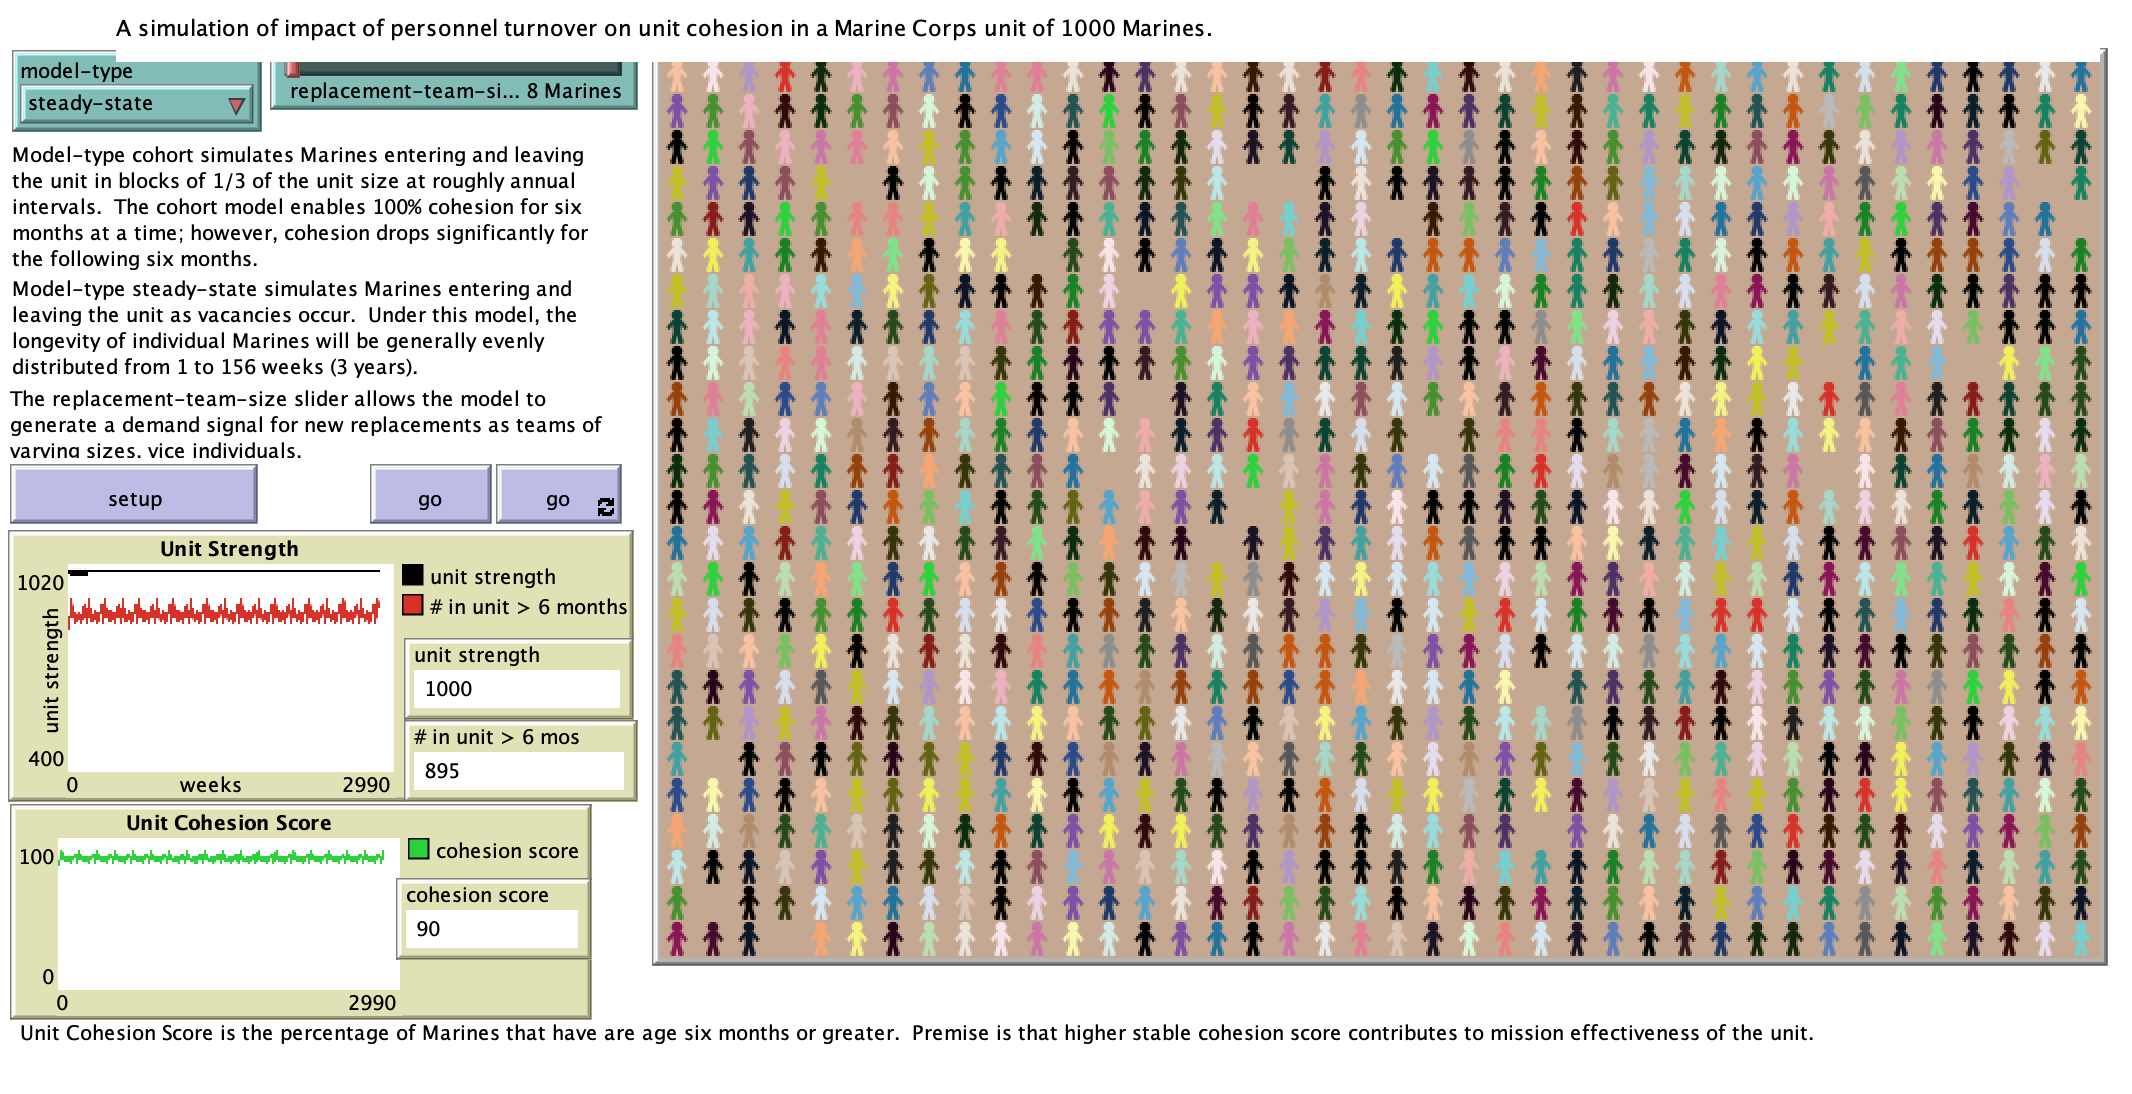 A simulation of impact of personnel turnover on unit cohesion in a Marine Corps unit of 1000 Marines.
model-type
steady-state
replacement-team-si... 8 Marines
Model-type cohort simulates Marines entering and leaving
the unit in blocks of 1/3 of the unit size at roughly annual
intervals.  The cohort model enables 100% cohesion for six
months at a time; however, cohesion drops significantly for
the following six months.
Model-type steady-state simulates Marines entering and
leaving the unit as vacancies occur.  Under this model, the
longevity of individual Marines will be generally evenly
distributed from 1 to 156 weeks (3 years).
The replacement-team-size slider allows the model to
generate a demand signal for new replacements as teams of
varying sizes, vice individuals.
setup
go
go
Unit Strength
1020
unit strength
400
0
weeks
2990
unit strength
# in unit > 6 months
unit strength
1000
# in unit > 6 mos
895
Unit Cohesion Score
100
0
0
2990
cohesion score
cohesion score
90
Unit Cohesion Score is the percentage of Marines that have are age six months or greater.  Premise is that higher stable cohesion score contributes to mission effectiveness of the unit.